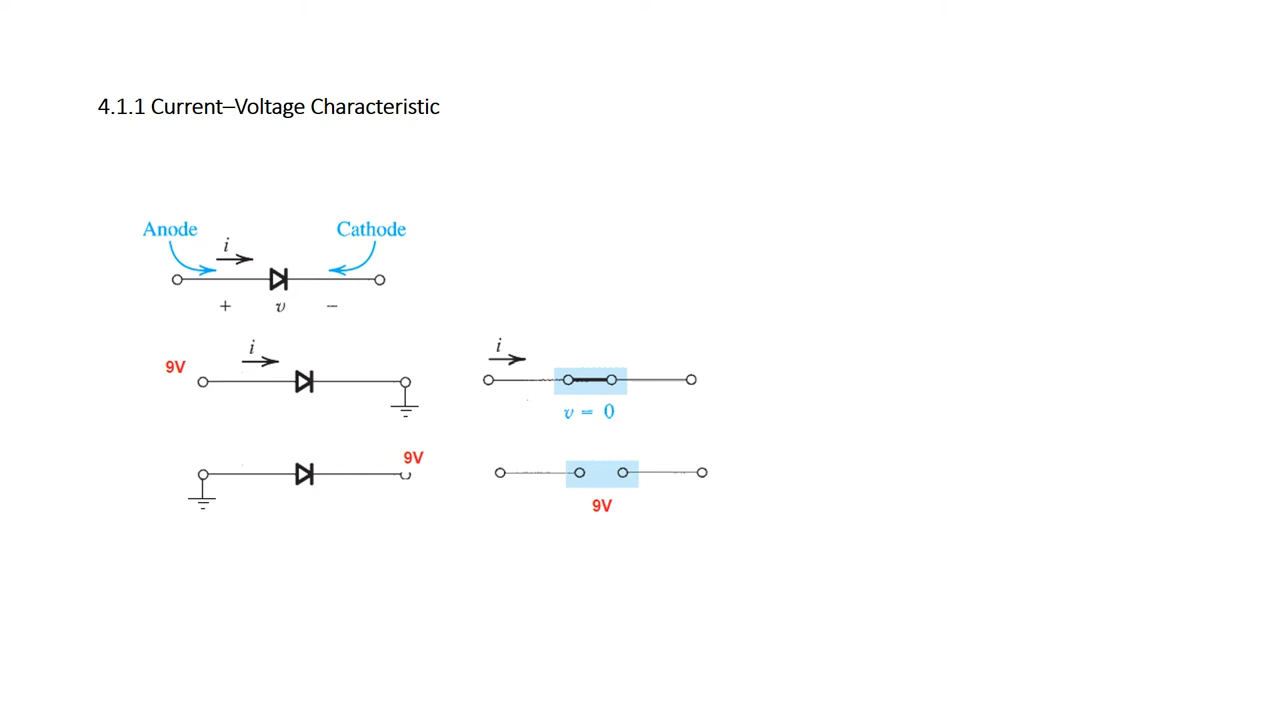 4.1.1 Current–Voltage Characteristic
Anode
Cathode
i
+ v −
i
9V
i
v = 0
9V
9V